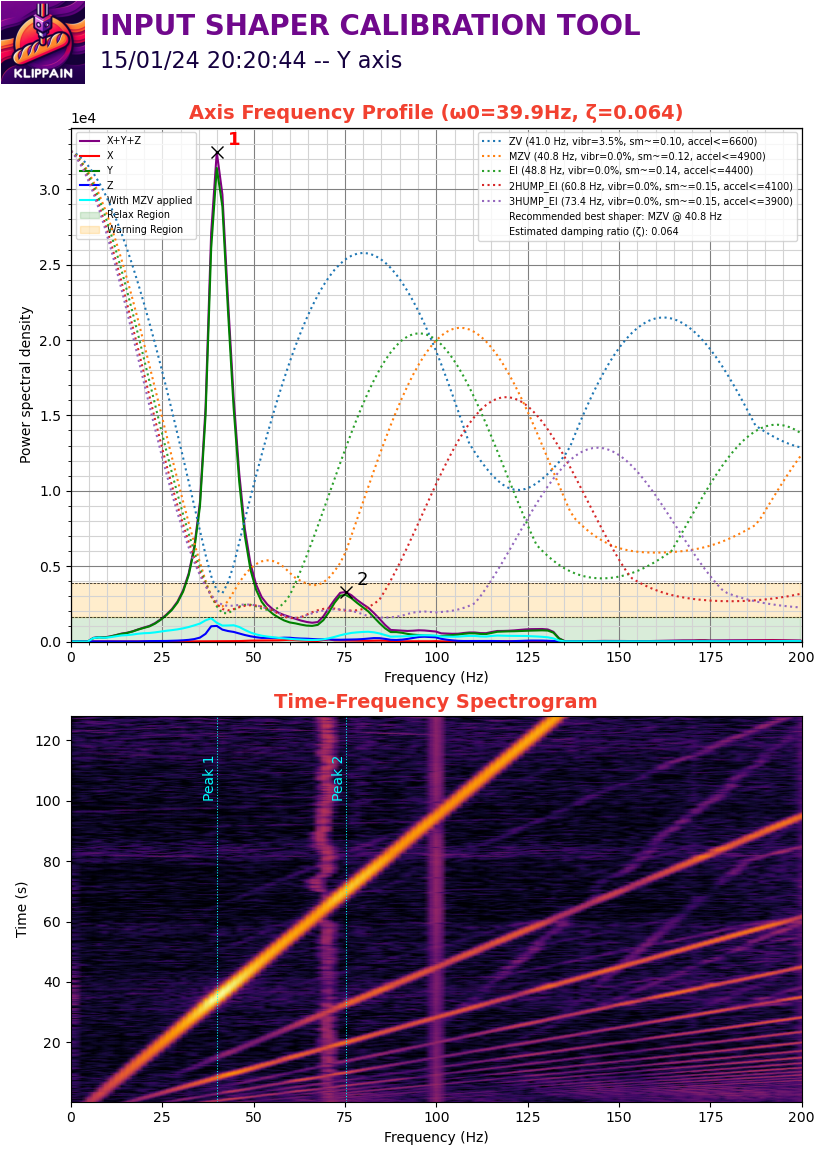 KLIPPAIN
INPUT SHAPER CALIBRATION TOOL
15/01/24 20:20:44 -- Y axis
Axis Frequency Profile (ω0=39.9Hz, ζ=0.064)
1e4
X+Y+Z
X
Y
Z
With MZV applied
Relax Region
Warning Region
1
2
ZV (41.0 Hz, vibr=3.5%, sm~=0.10, accel<=6600)
MZV (40.8 Hz, vibr=0.0%, sm~=0.12, accel<=4900)
EI (48.8 Hz, vibr=0.0%, sm~=0.14, accel<=4400)
2HUMP_EI (60.8 Hz, vibr=0.0%, sm~=0.15, accel<=4100)
3HUMP_EI (73.4 Hz, vibr=0.0%, sm~=0.15, accel<=3900)
Recommended best shaper: MZV @ 40.8 Hz
Estimated damping ratio (ζ): 0.064
Power spectral density
3.0
2.5
2.0
1.5
1.0
0.5
0.0
0 25 50 75 100 125 150 175 200
Frequency (Hz)
Time-Frequency Spectrogram
Time (s)
120
100
80
60
40
20
Peak 1
Peak 2
0 25 50 75 100 125 150 175 200
Frequency (Hz)